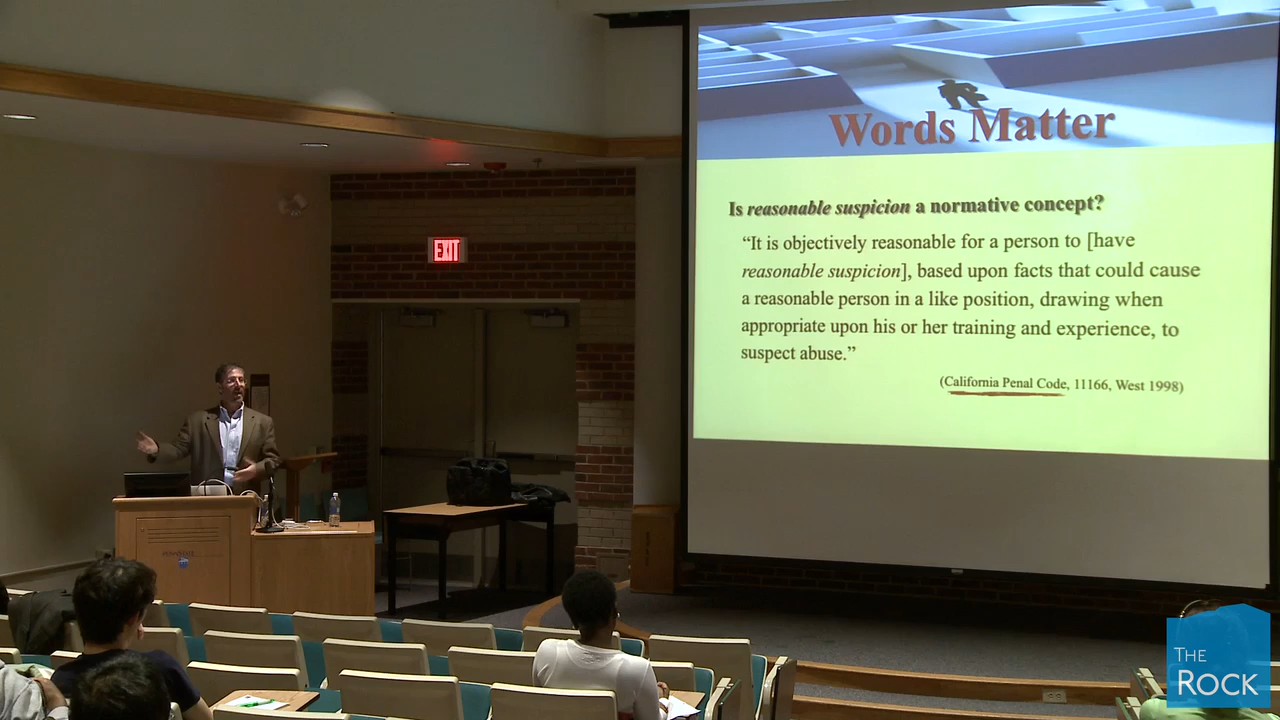 Words Matter
Is reasonable suspicion a normative concept?
“It is objectively reasonable for a person to [have
reasonable suspicion], based upon facts that could cause
a reasonable person in a like position, drawing when
appropriate upon his or her training and experience, to
suspect abuse.”
(California Penal Code, 11166, West 1998)
EXIT
PENNSTATE
THE
ROCK